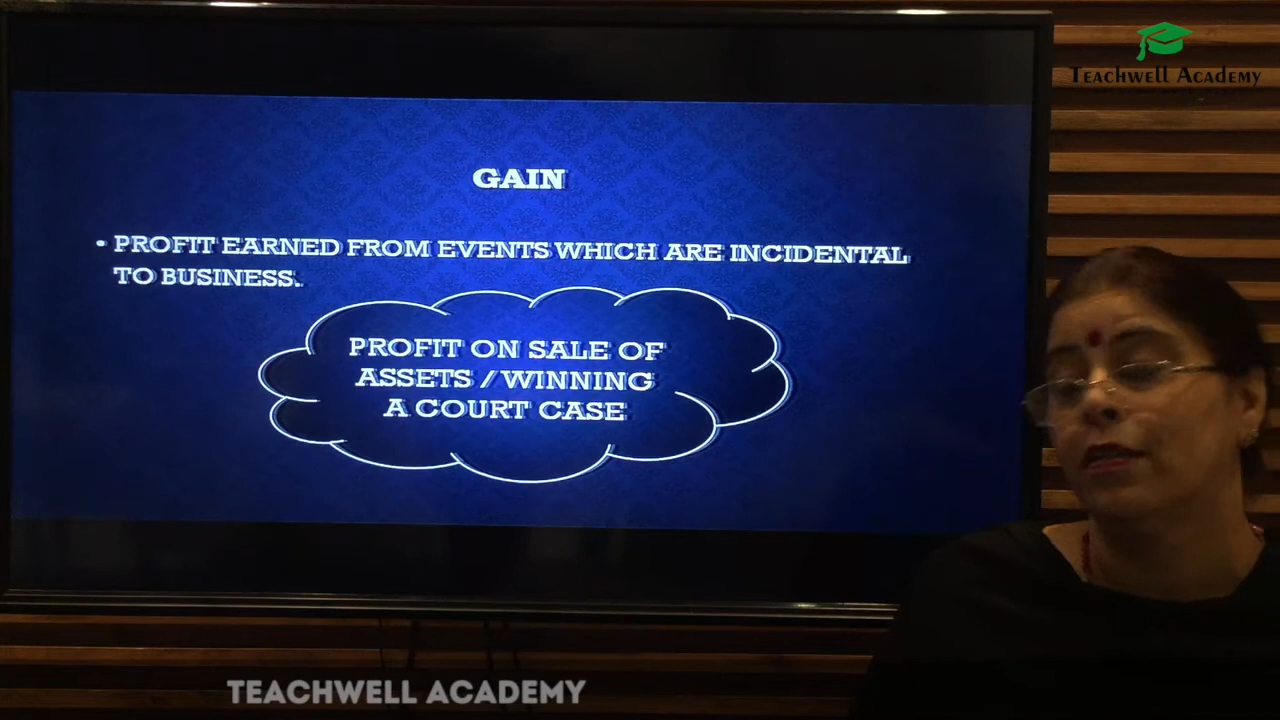 TEACHWELL ACADEMY
GAIN
• PROFIT EARNED FROM EVENTS WHICH ARE INCIDENTAL
TO BUSINESS.
PROFIT ON SALE OF
ASSETS / WINNING
A COURT CASE
TEACHWELL ACADEMY